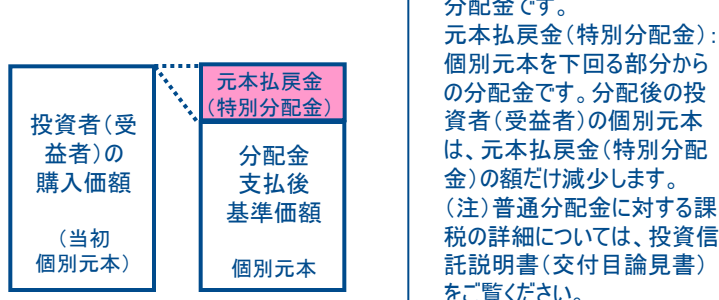 投資者（受
益者）の
購入価額
（当初
個別元本）
元本払戻金
（特別分配金）
分配金
支払後
基準価額
個別元本
分配金です。
元本払戻金（特別分配金）：
個別元本を下回る部分から
の分配金です。分配後の投
資者（受益者）の個別元本
は、元本払戻金（特別分配
金）の額だけ減少します。
（注）普通分配金に対する課
税の詳細については、投資信
託説明書（交付目論見書）
をご覧ください。